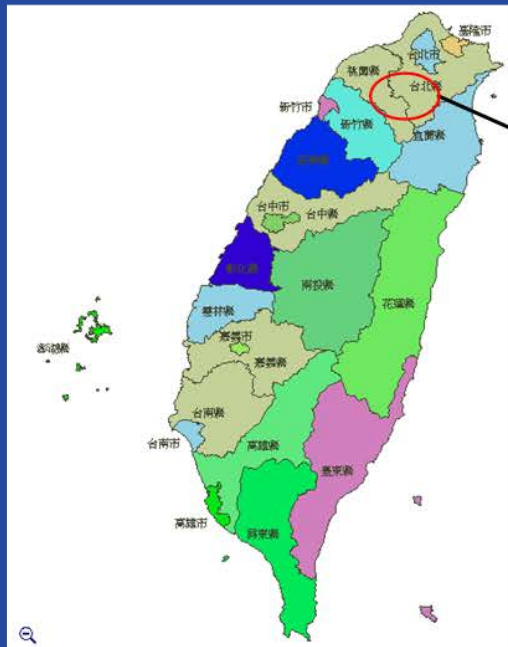 基隆市
台北市
桃園縣
台北縣
新竹市
新竹縣
宜蘭縣
台中市
台中縣
彰化縣
南投縣
花蓮縣
雲林縣
嘉義市
澎湖縣
嘉義縣
台南縣
台南市
高雄縣
臺東縣
高雄市
屏東縣